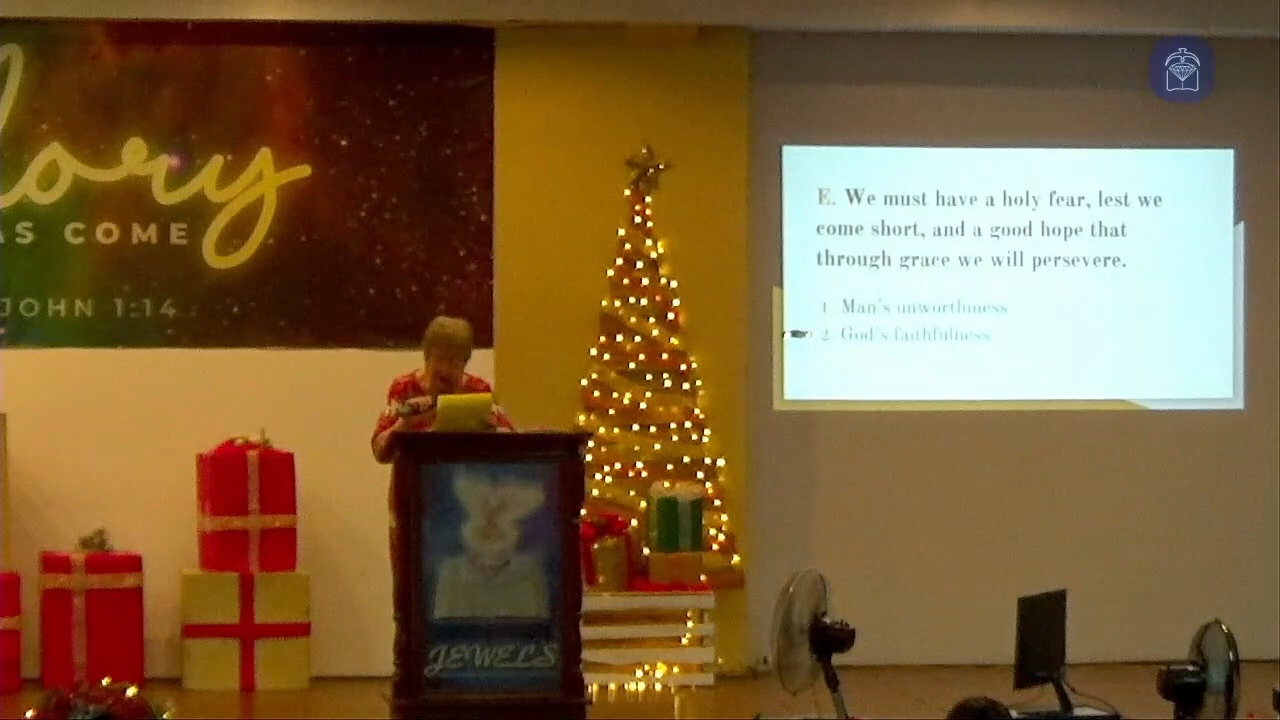 lory
AS COME
JOHN 1:14
E. We must have a holy fear, lest we
come short, and a good hope that
through grace we will persevere.
1. Man's unworthiness
2. God's faithfulness
JEWELS